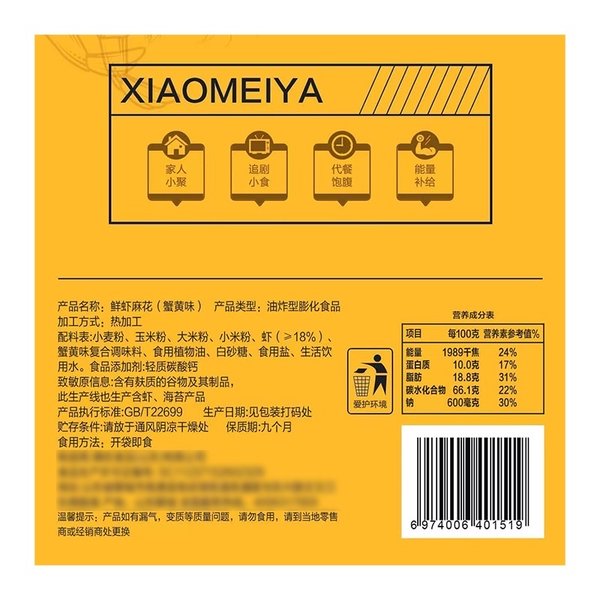 XIAOMEIYA
家人 追剧 代餐 能量
小聚 小食 饱腹 补给
产品名称：鲜虾麻花（蟹黄味） 产品类型：油炸型膨化食品
加工方式：热加工
配料表：小麦粉、玉米粉、大米粉、小米粉、虾（≥18%）、
蟹黄味复合调味料、食用植物油、白砂糖、食用盐、生活饮
用水。食品添加剂：轻质碳酸钙
致敏原信息：含有麸质的谷物及其制品，
此生产线也生产含虾、海苔产品
产品执行标准：GB/T22699 生产日期：见包装打码处
贮存条件：请放于通风阴凉干燥处 保质期：九个月
食用方法：开袋即食
温馨提示：产品如有漏气，变质等质量问题，请勿食用，请到当地零售
商或经销商处更换
爱护环境
营养成分表
项目 每100克 营养素参考值%
能量 1989千焦 24%
蛋白质 10.0克 17%
脂肪 18.8克 31%
碳水化合物 66.1克 22%
钠 600毫克 30%
6 974006 401519